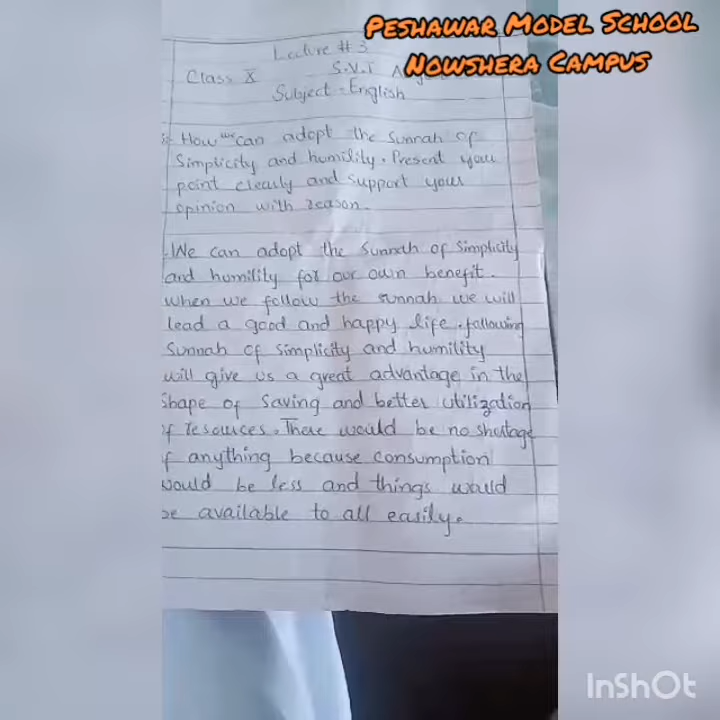 PESHAWAR MODEL SCHOOL
NOWSHERA CAMPUS
Lecture # 3
Class X S.V.T
Subject - English
How we can adopt the Sunnah of
Simplicity and humility. Present your
point clearly and support your
opinion with reason.
We can adopt the Sunnah of Simplicity
and humility for our own benefit.
When we follow the sunnah we will
lead a good and happy life. following
Sunnah of simplicity and humility
will give us a great advantage in the
shape of saving and better utilization
of resources. There would be no shortage
of anything because consumption
would be less and things would
be available to all easily.
InShOt